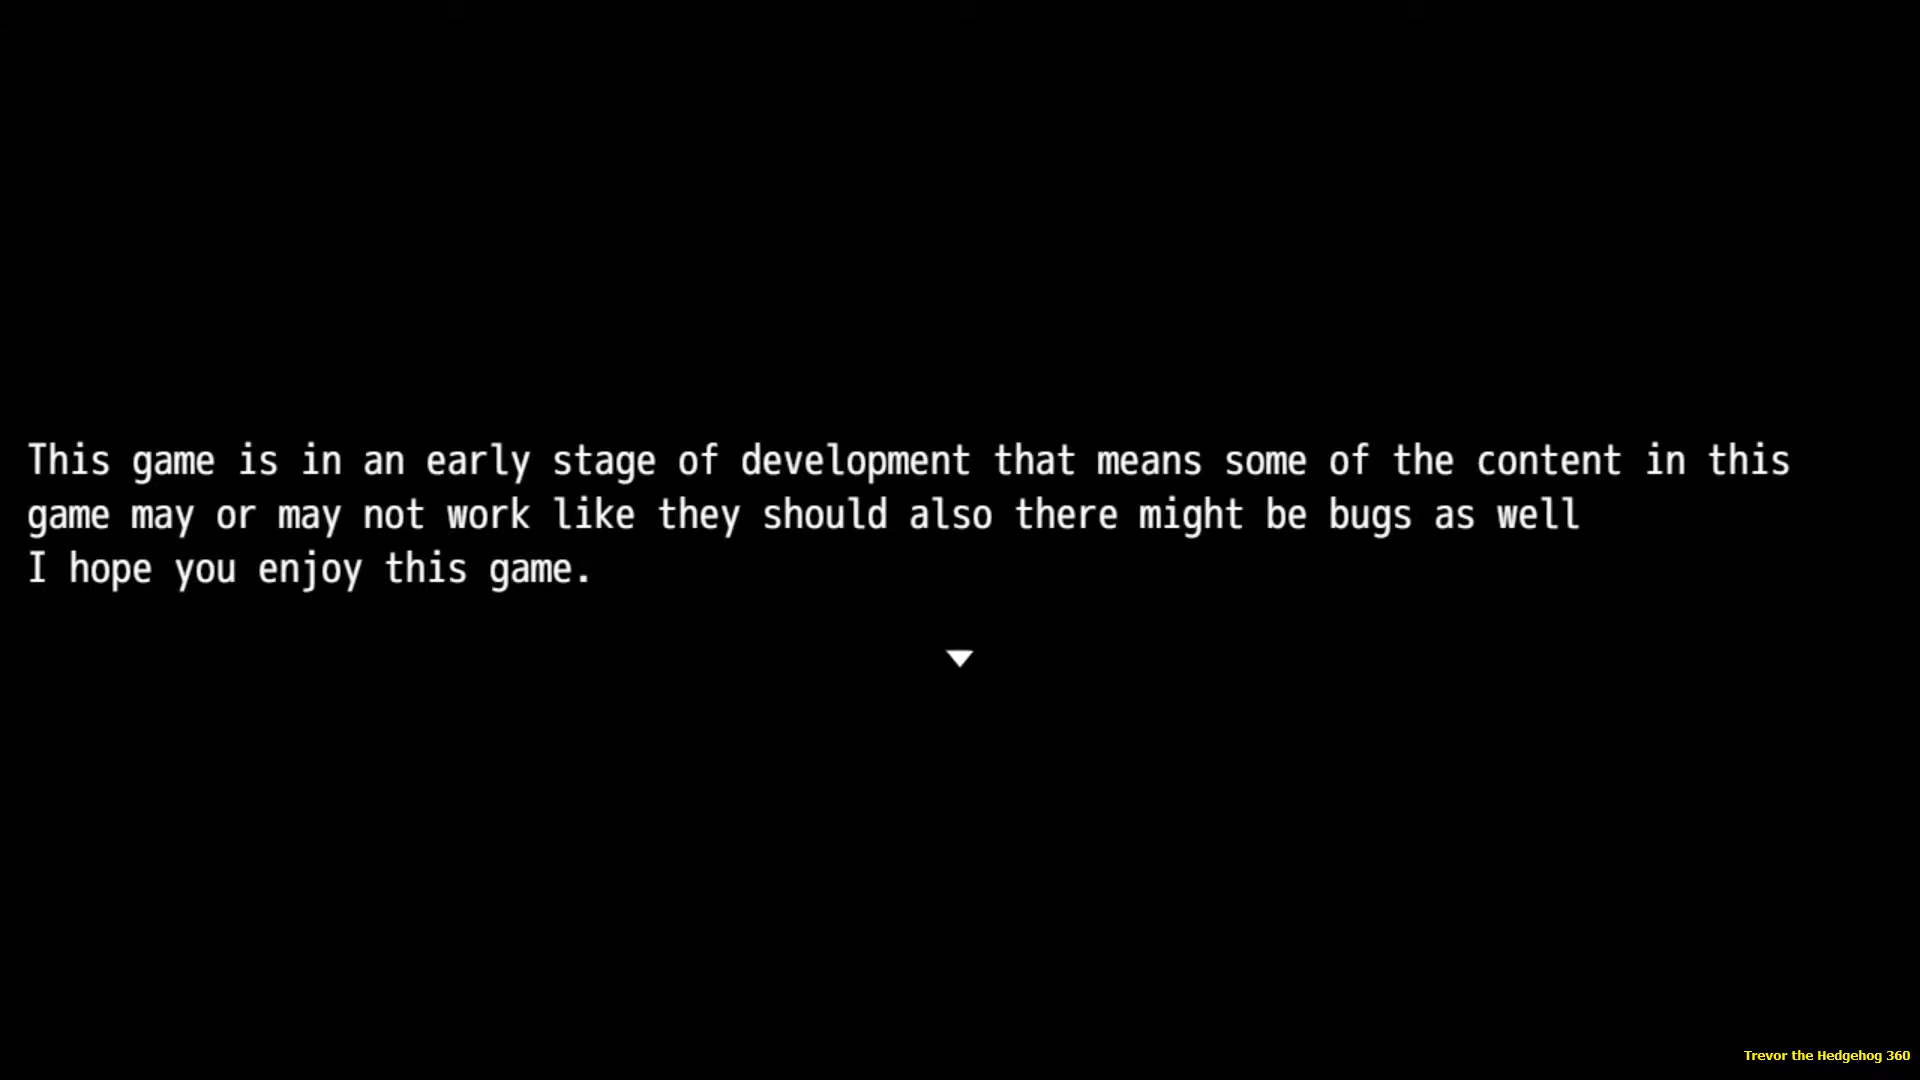 This game is in an early stage of development that means some of the content in this
game may or may not work like they should also there might be bugs as well
I hope you enjoy this game.
Trevor the Hedgehog 360